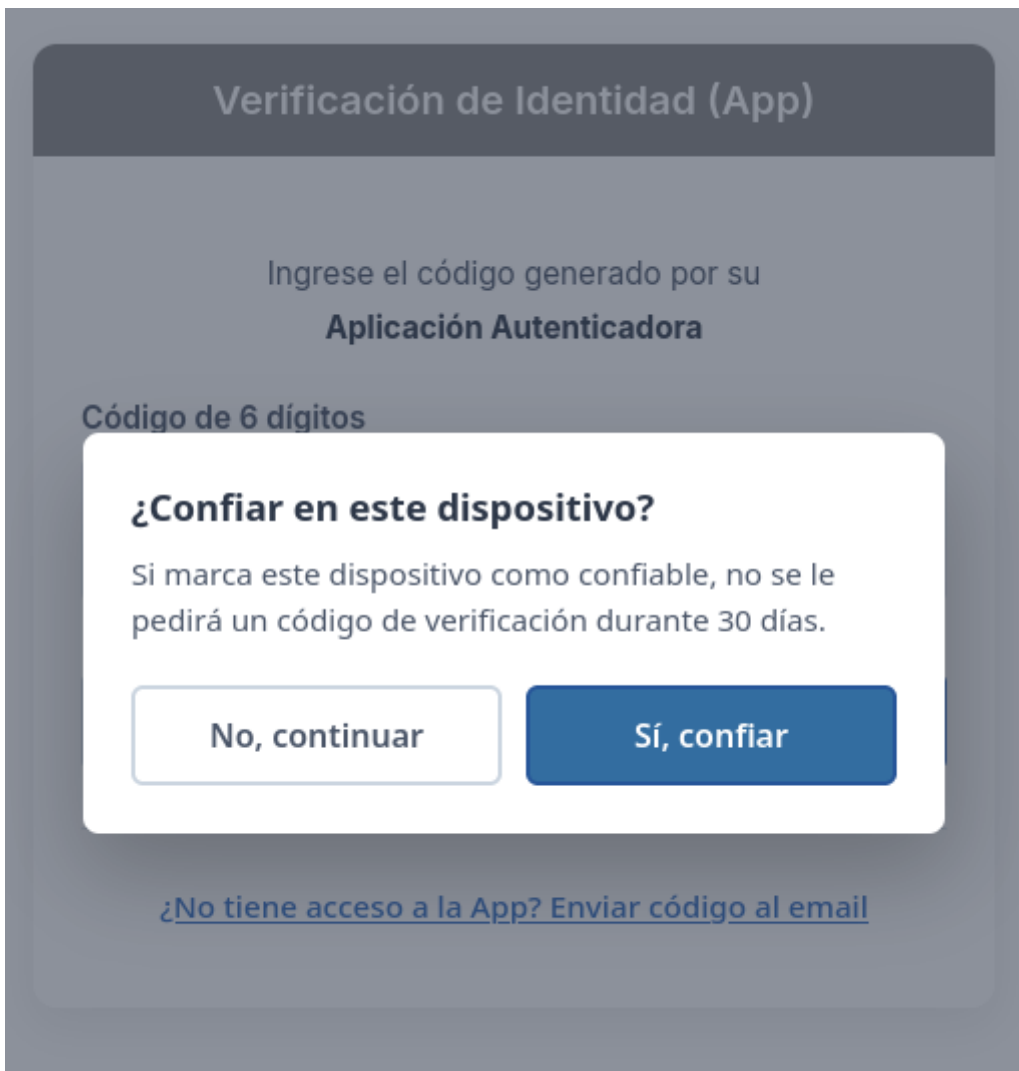 Verificación de Identidad (App)
Ingrese el código generado por su
Aplicación Autenticadora
Código de 6 dígitos
¿Confiar en este dispositivo?
Si marca este dispositivo como confiable, no se le
pedirá un código de verificación durante 30 días.
No, continuar
Sí, confiar
¿No tiene acceso a la App? Enviar código al email